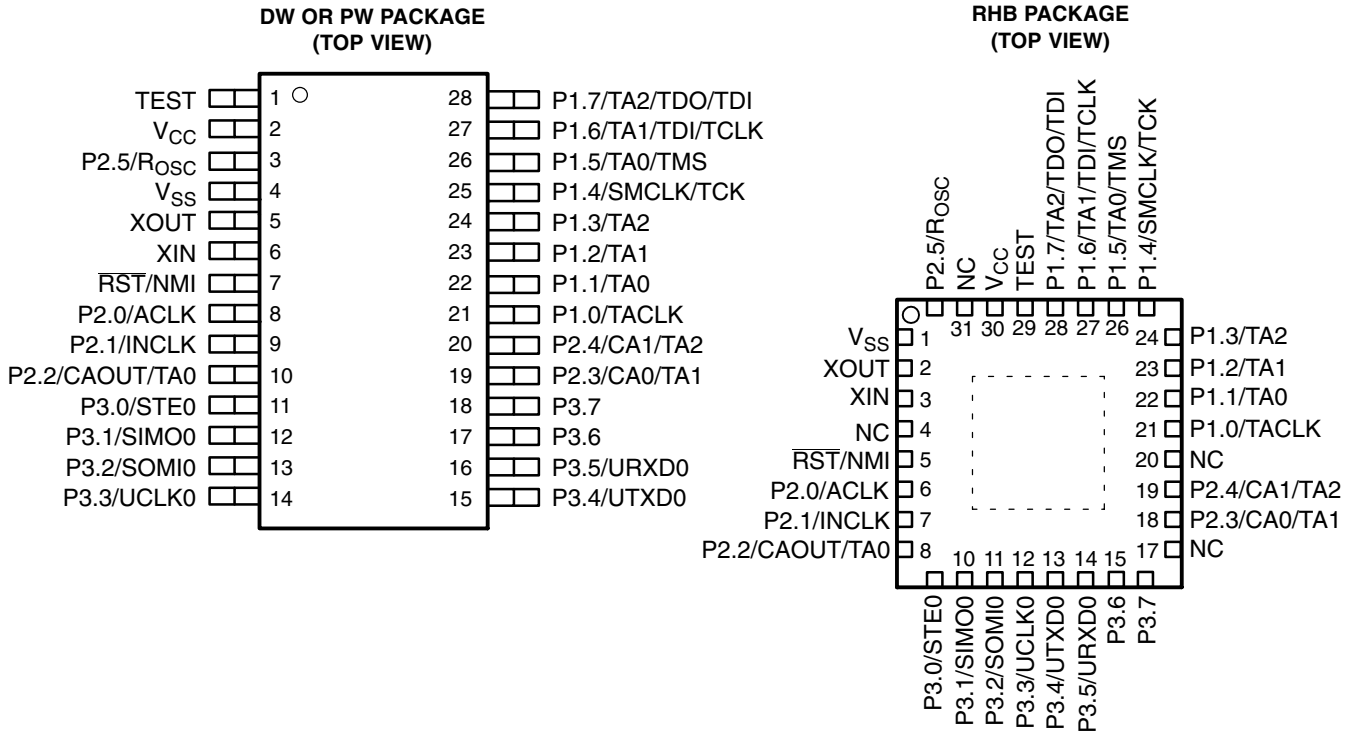 DW OR PW PACKAGE
(TOP VIEW)
TEST 1 28 P1.7/TA2/TDO/TDI
VCC 2 27 P1.6/TA1/TDI/TCLK
P2.5/ROSC 3 26 P1.5/TA0/TMS
VSS 4 25 P1.4/SMCLK/TCK
XOUT 5 24 P1.3/TA2
XIN 6 23 P1.2/TA1
RST/NMI 7 22 P1.1/TA0
P2.0/ACLK 8 21 P1.0/TACLK
P2.1/INCLK 9 20 P2.4/CA1/TA2
P2.2/CAOUT/TA0 10 19 P2.3/CA0/TA1
P3.0/STE0 11 18 P3.7
P3.1/SIMO0 12 17 P3.6
P3.2/SOMI0 13 16 P3.5/URXD0
P3.3/UCLK0 14 15 P3.4/UTXD0
RHB PACKAGE
(TOP VIEW)
P2.5/ROSC
NC
VCC
TEST
P1.7/TA2/TDO/TDI
P1.6/TA1/TDI/TCLK
P1.5/TA0/TMS
P1.4/SMCLK/TCK
31 30 29 28 27 26
VSS 1 24 P1.3/TA2
XOUT 2 23 P1.2/TA1
XIN 3 22 P1.1/TA0
NC 4 21 P1.0/TACLK
RST/NMI 5 20 NC
P2.0/ACLK 6 19 P2.4/CA1/TA2
P2.1/INCLK 7 18 P2.3/CA0/TA1
P2.2/CAOUT/TA0 8 17 NC
10 11 12 13 14 15
P3.0/STE0
P3.1/SIMO0
P3.2/SOMI0
P3.3/UCLK0
P3.4/UTXD0
P3.5/URXD0
P3.6
P3.7